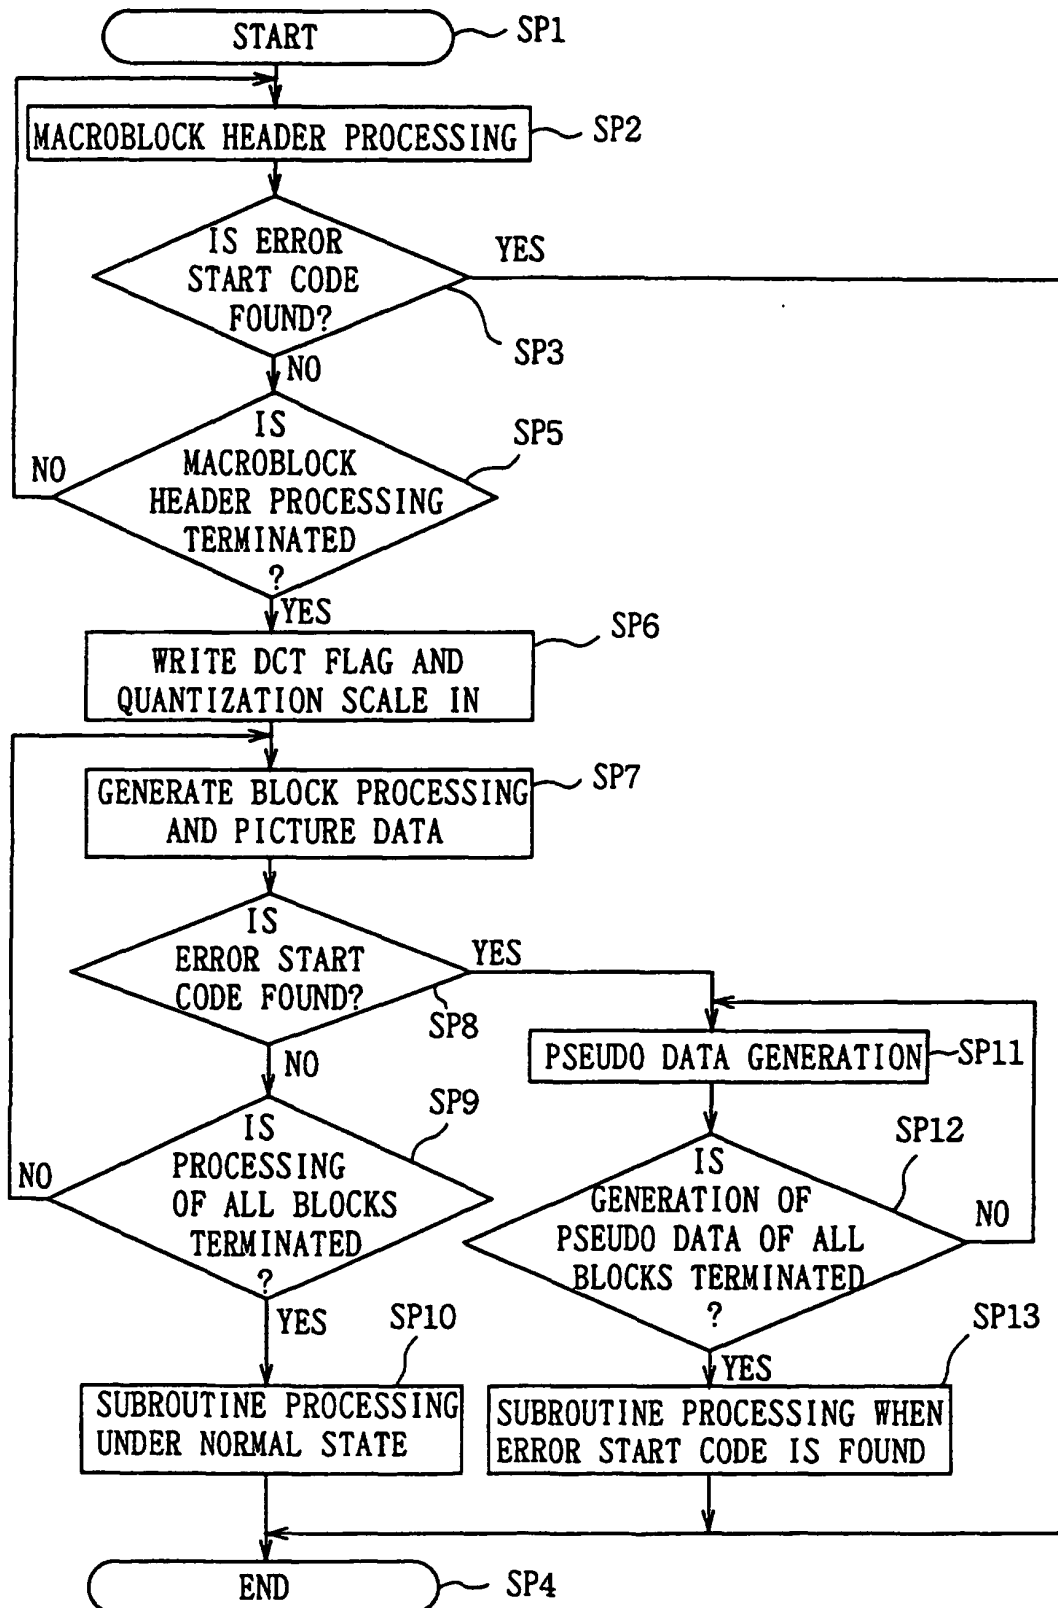 START
SP1
MACROBLOCK HEADER PROCESSING
SP2
IS ERROR
START CODE
FOUND?
YES
SP3
NO
IS
MACROBLOCK
HEADER PROCESSING
TERMINATED
?
SP5
NO
YES
WRITE DCT FLAG AND
QUANTIZATION SCALE IN
SP6
GENERATE BLOCK PROCESSING
AND PICTURE DATA
SP7
IS
ERROR START
CODE FOUND?
YES
SP8
NO
PSEUDO DATA GENERATION
SP11
IS
PROCESSING
OF ALL BLOCKS
TERMINATED
?
SP9
NO
YES
IS
GENERATION OF
PSEUDO DATA OF ALL
BLOCKS TERMINATED
?
SP12
NO
YES
SUBROUTINE PROCESSING
UNDER NORMAL STATE
SP10
SUBROUTINE PROCESSING WHEN
ERROR START CODE IS FOUND
SP13
END
SP4